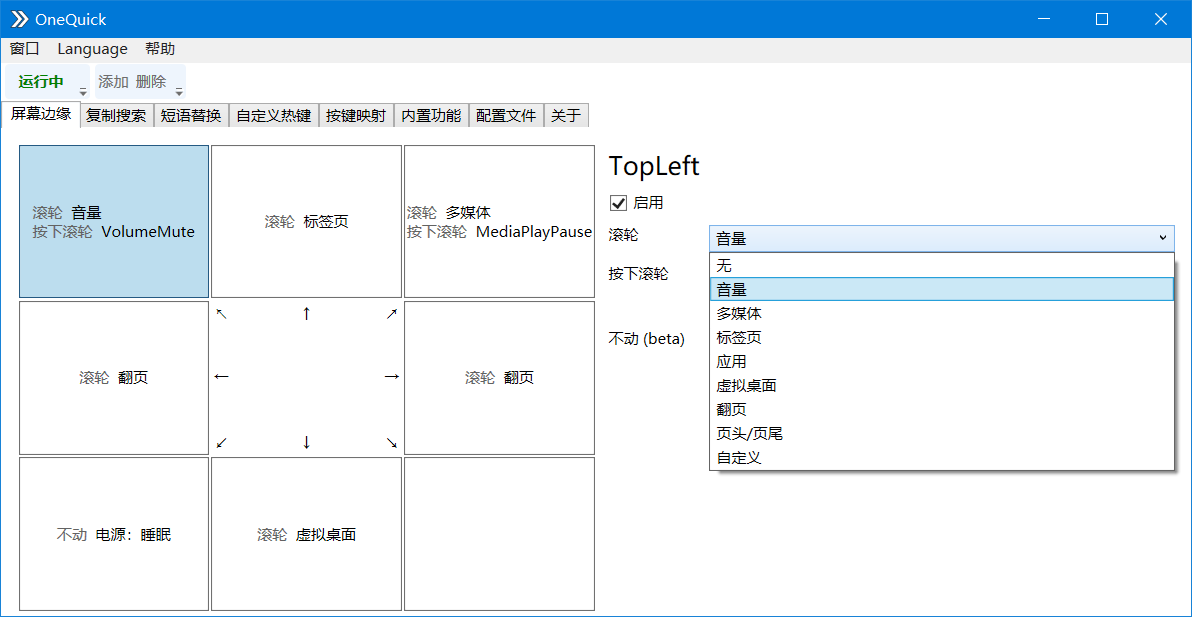 OneQuick
窗口 Language 帮助
运行中 添加 删除
屏幕边缘 复制搜索 短语替换 自定义热键 按键映射 内置功能 配置文件 关于
滚轮 音量
按下滚轮 VolumeMute
滚轮 标签页
滚轮 多媒体
按下滚轮 MediaPlayPause
滚轮 翻页
↖ ↑ ↗
← →
↙ ↓ ↘
滚轮 翻页
不动 电源：睡眠
滚轮 虚拟桌面
TopLeft
启用
滚轮 音量
按下滚轮
不动 (beta)
无
音量
多媒体
标签页
应用
虚拟桌面
翻页
页头/页尾
自定义